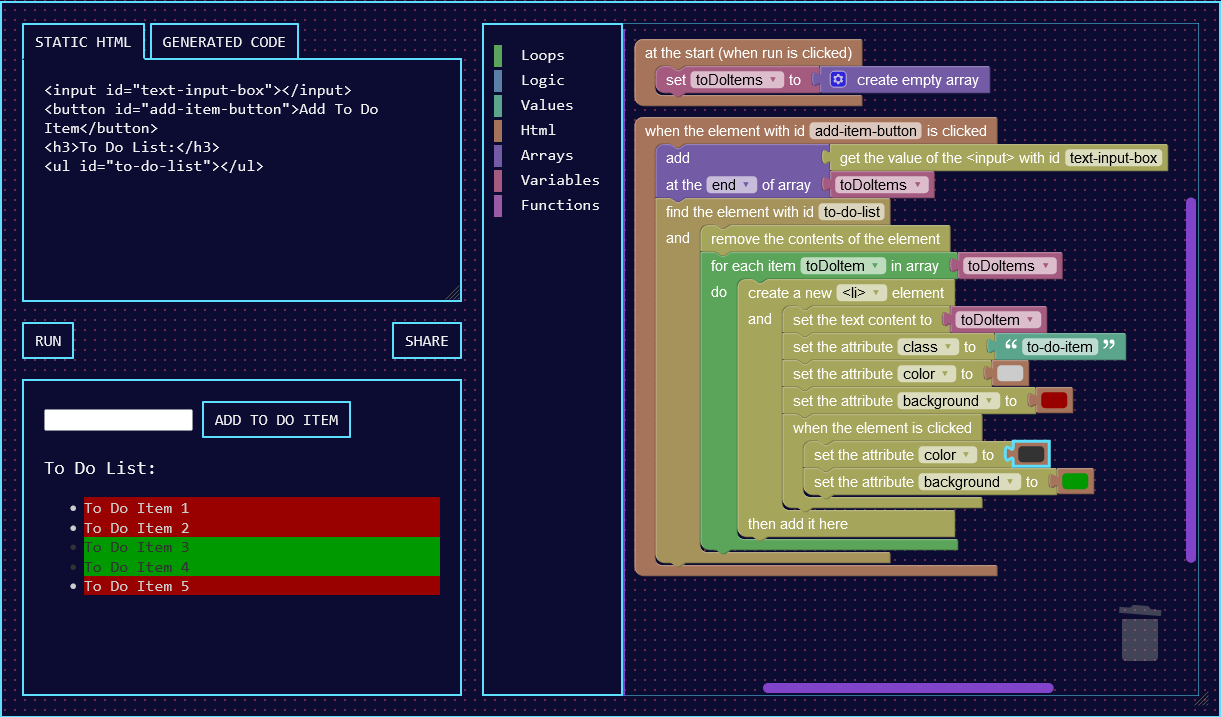 STATIC HTML
GENERATED CODE
<input id="text-input-box"></input>
<button id="add-item-button">Add To Do
Item</button>
<h3>To Do List:</h3>
<ul id="to-do-list"></ul>
RUN
SHARE
ADD TO DO ITEM
To Do List:
To Do Item 1
To Do Item 2
To Do Item 3
To Do Item 4
To Do Item 5
Loops
Logic
Values
Html
Arrays
Variables
Functions
at the start (when run is clicked)
set toDoItems to create empty array
when the element with id add-item-button is clicked
add get the value of the <input> with id text-input-box
at the end of array toDoItems
find the element with id to-do-list
and remove the contents of the element
for each item toDoItem in array toDoItems
do create a new <li> element
and set the text content to toDoItem
set the attribute class to “ to-do-item ”
set the attribute color to
set the attribute background to
when the element is clicked
set the attribute color to
set the attribute background to
then add it here